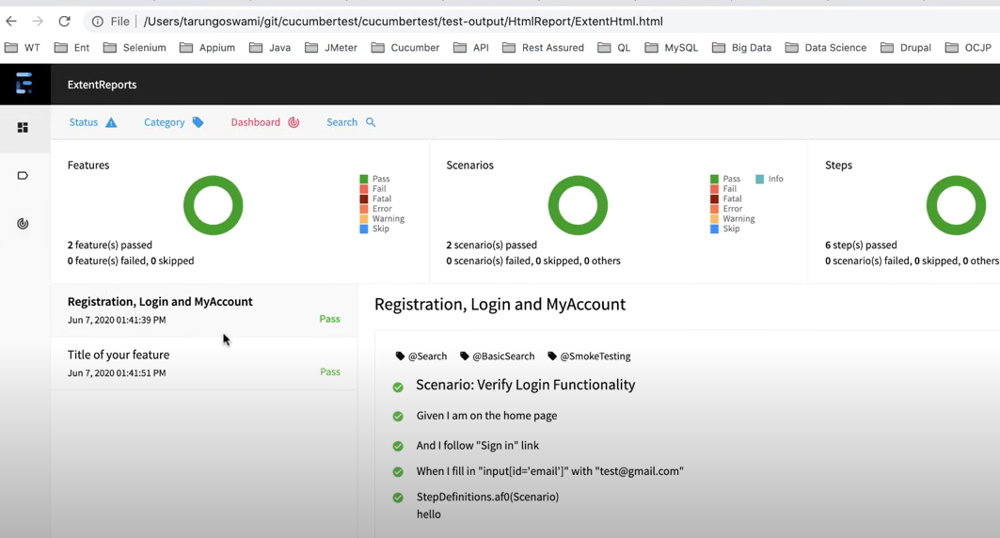 File /Users/tarungoswami/git/cucumbertest/cucumbertest/test-output/HtmlReport/ExtentHtml.html
WT Ent Selenium Appium Java JMeter Cucumber API Rest Assured QL MySQL Big Data Data Science Drupal OCJP
ExtentReports
Status Category Dashboard Search
Features
Pass
Fail
Fatal
Error
Warning
Skip
2 feature(s) passed
0 feature(s) failed, 0 skipped
Scenarios
Pass Info
Fail
Fatal
Error
Warning
Skip
2 scenario(s) passed
0 scenario(s) failed, 0 skipped, 0 others
Steps
6 step(s) passed
0 scenario(s) failed, 0 skipped, 0 others
Registration, Login and MyAccount
Jun 7, 2020 01:41:39 PM Pass
Title of your feature
Jun 7, 2020 01:41:51 PM Pass
Registration, Login and MyAccount
@Search @BasicSearch @SmokeTesting
Scenario: Verify Login Functionality
Given I am on the home page
And I follow "Sign in" link
When I fill in "input[id='email']" with "test@gmail.com"
StepDefinitions.af0(Scenario)
hello